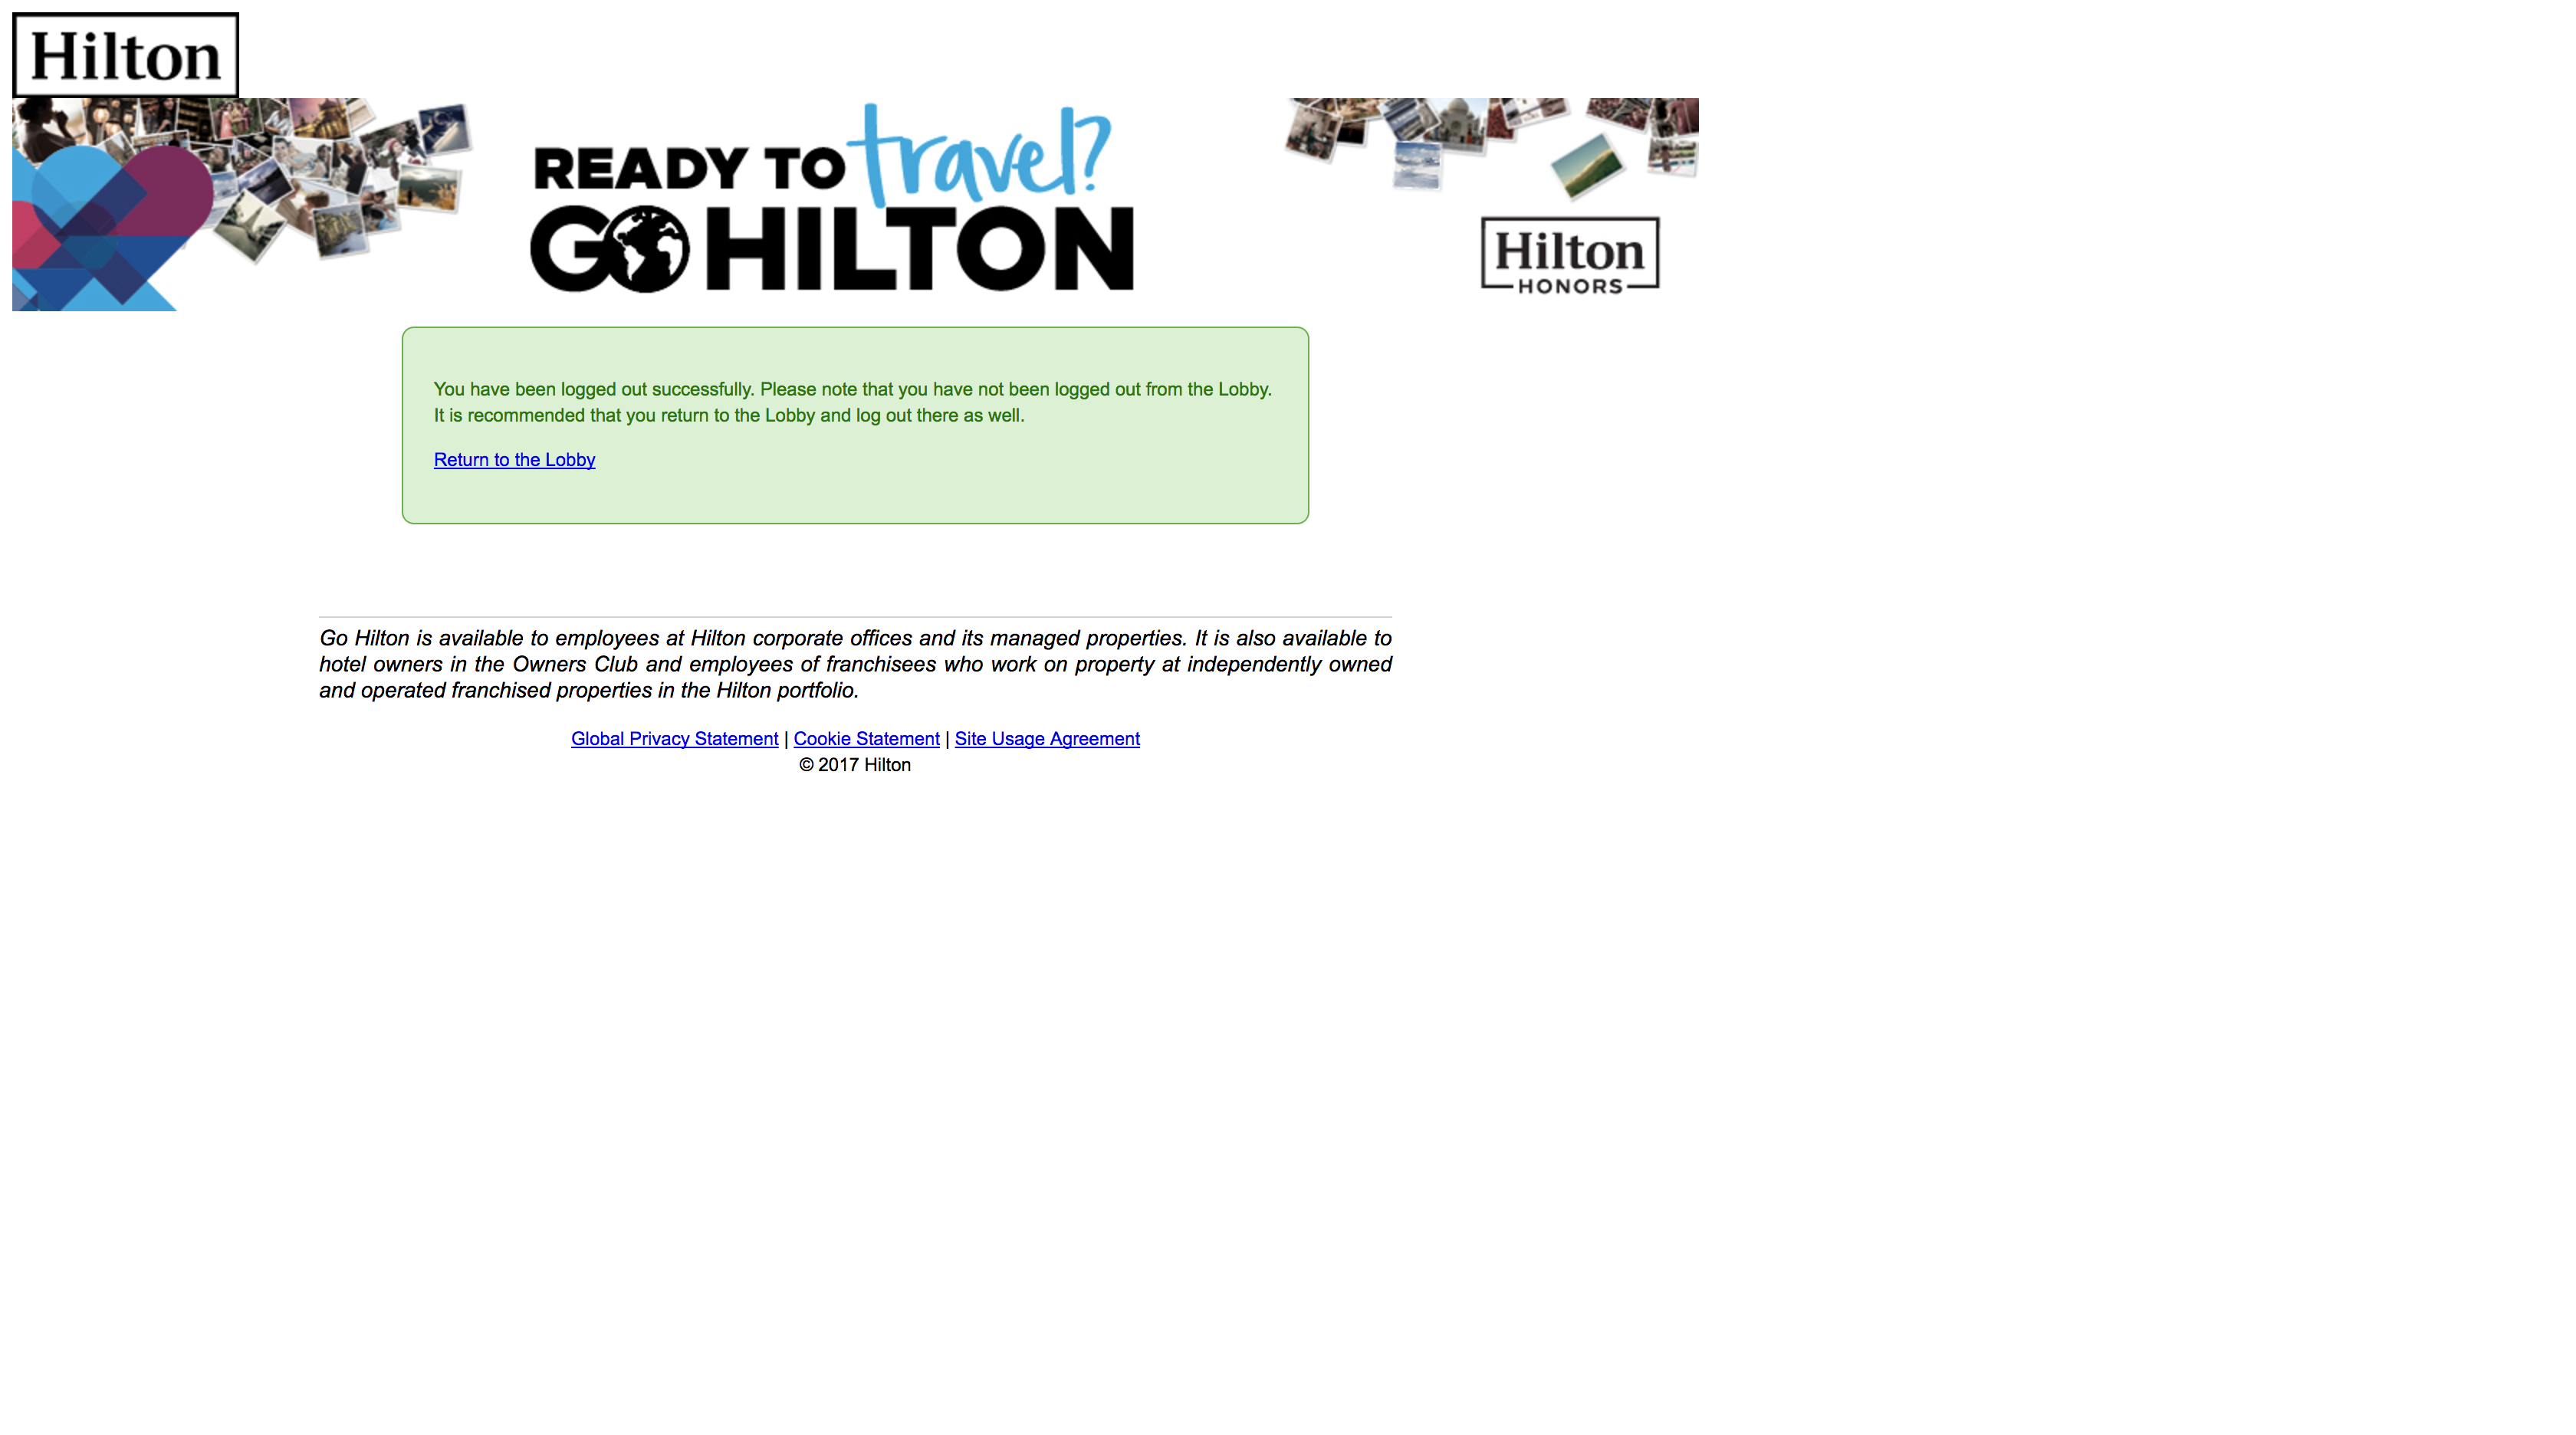 Hilton
READY TO travel?
GO HILTON
Hilton
HONORS
You have been logged out successfully. Please note that you have not been logged out from the Lobby.
It is recommended that you return to the Lobby and log out there as well.
Return to the Lobby
Go Hilton is available to employees at Hilton corporate offices and its managed properties. It is also available to
hotel owners in the Owners Club and employees of franchisees who work on property at independently owned
and operated franchised properties in the Hilton portfolio.
Global Privacy Statement | Cookie Statement | Site Usage Agreement
© 2017 Hilton